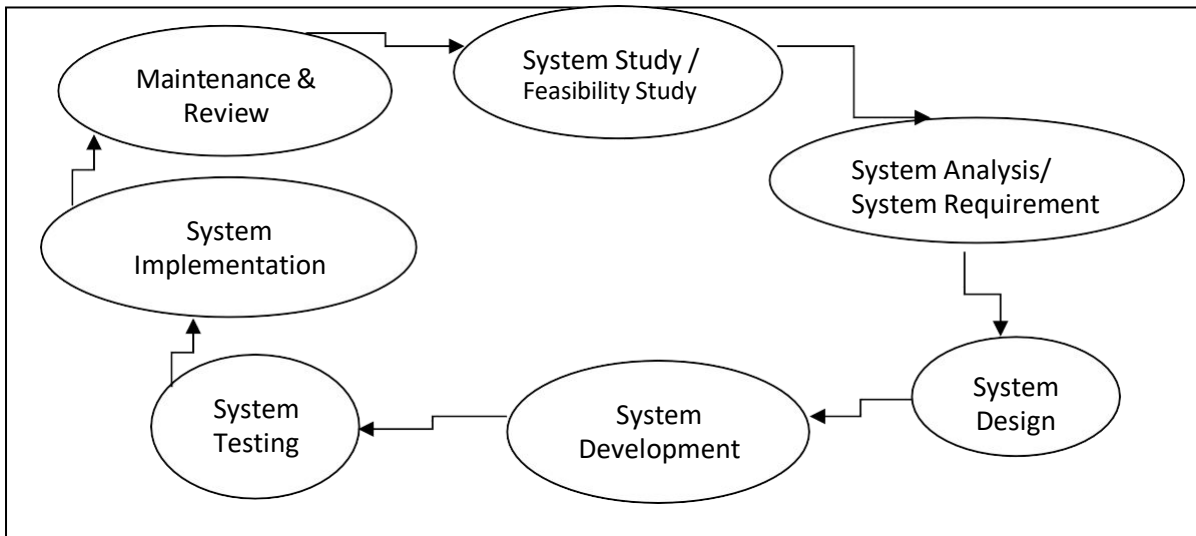 Maintenance &
Review
System Study /
Feasibility Study
System Analysis/
System Requirement
System
Design
System
Development
System
Testing
System
Implementation